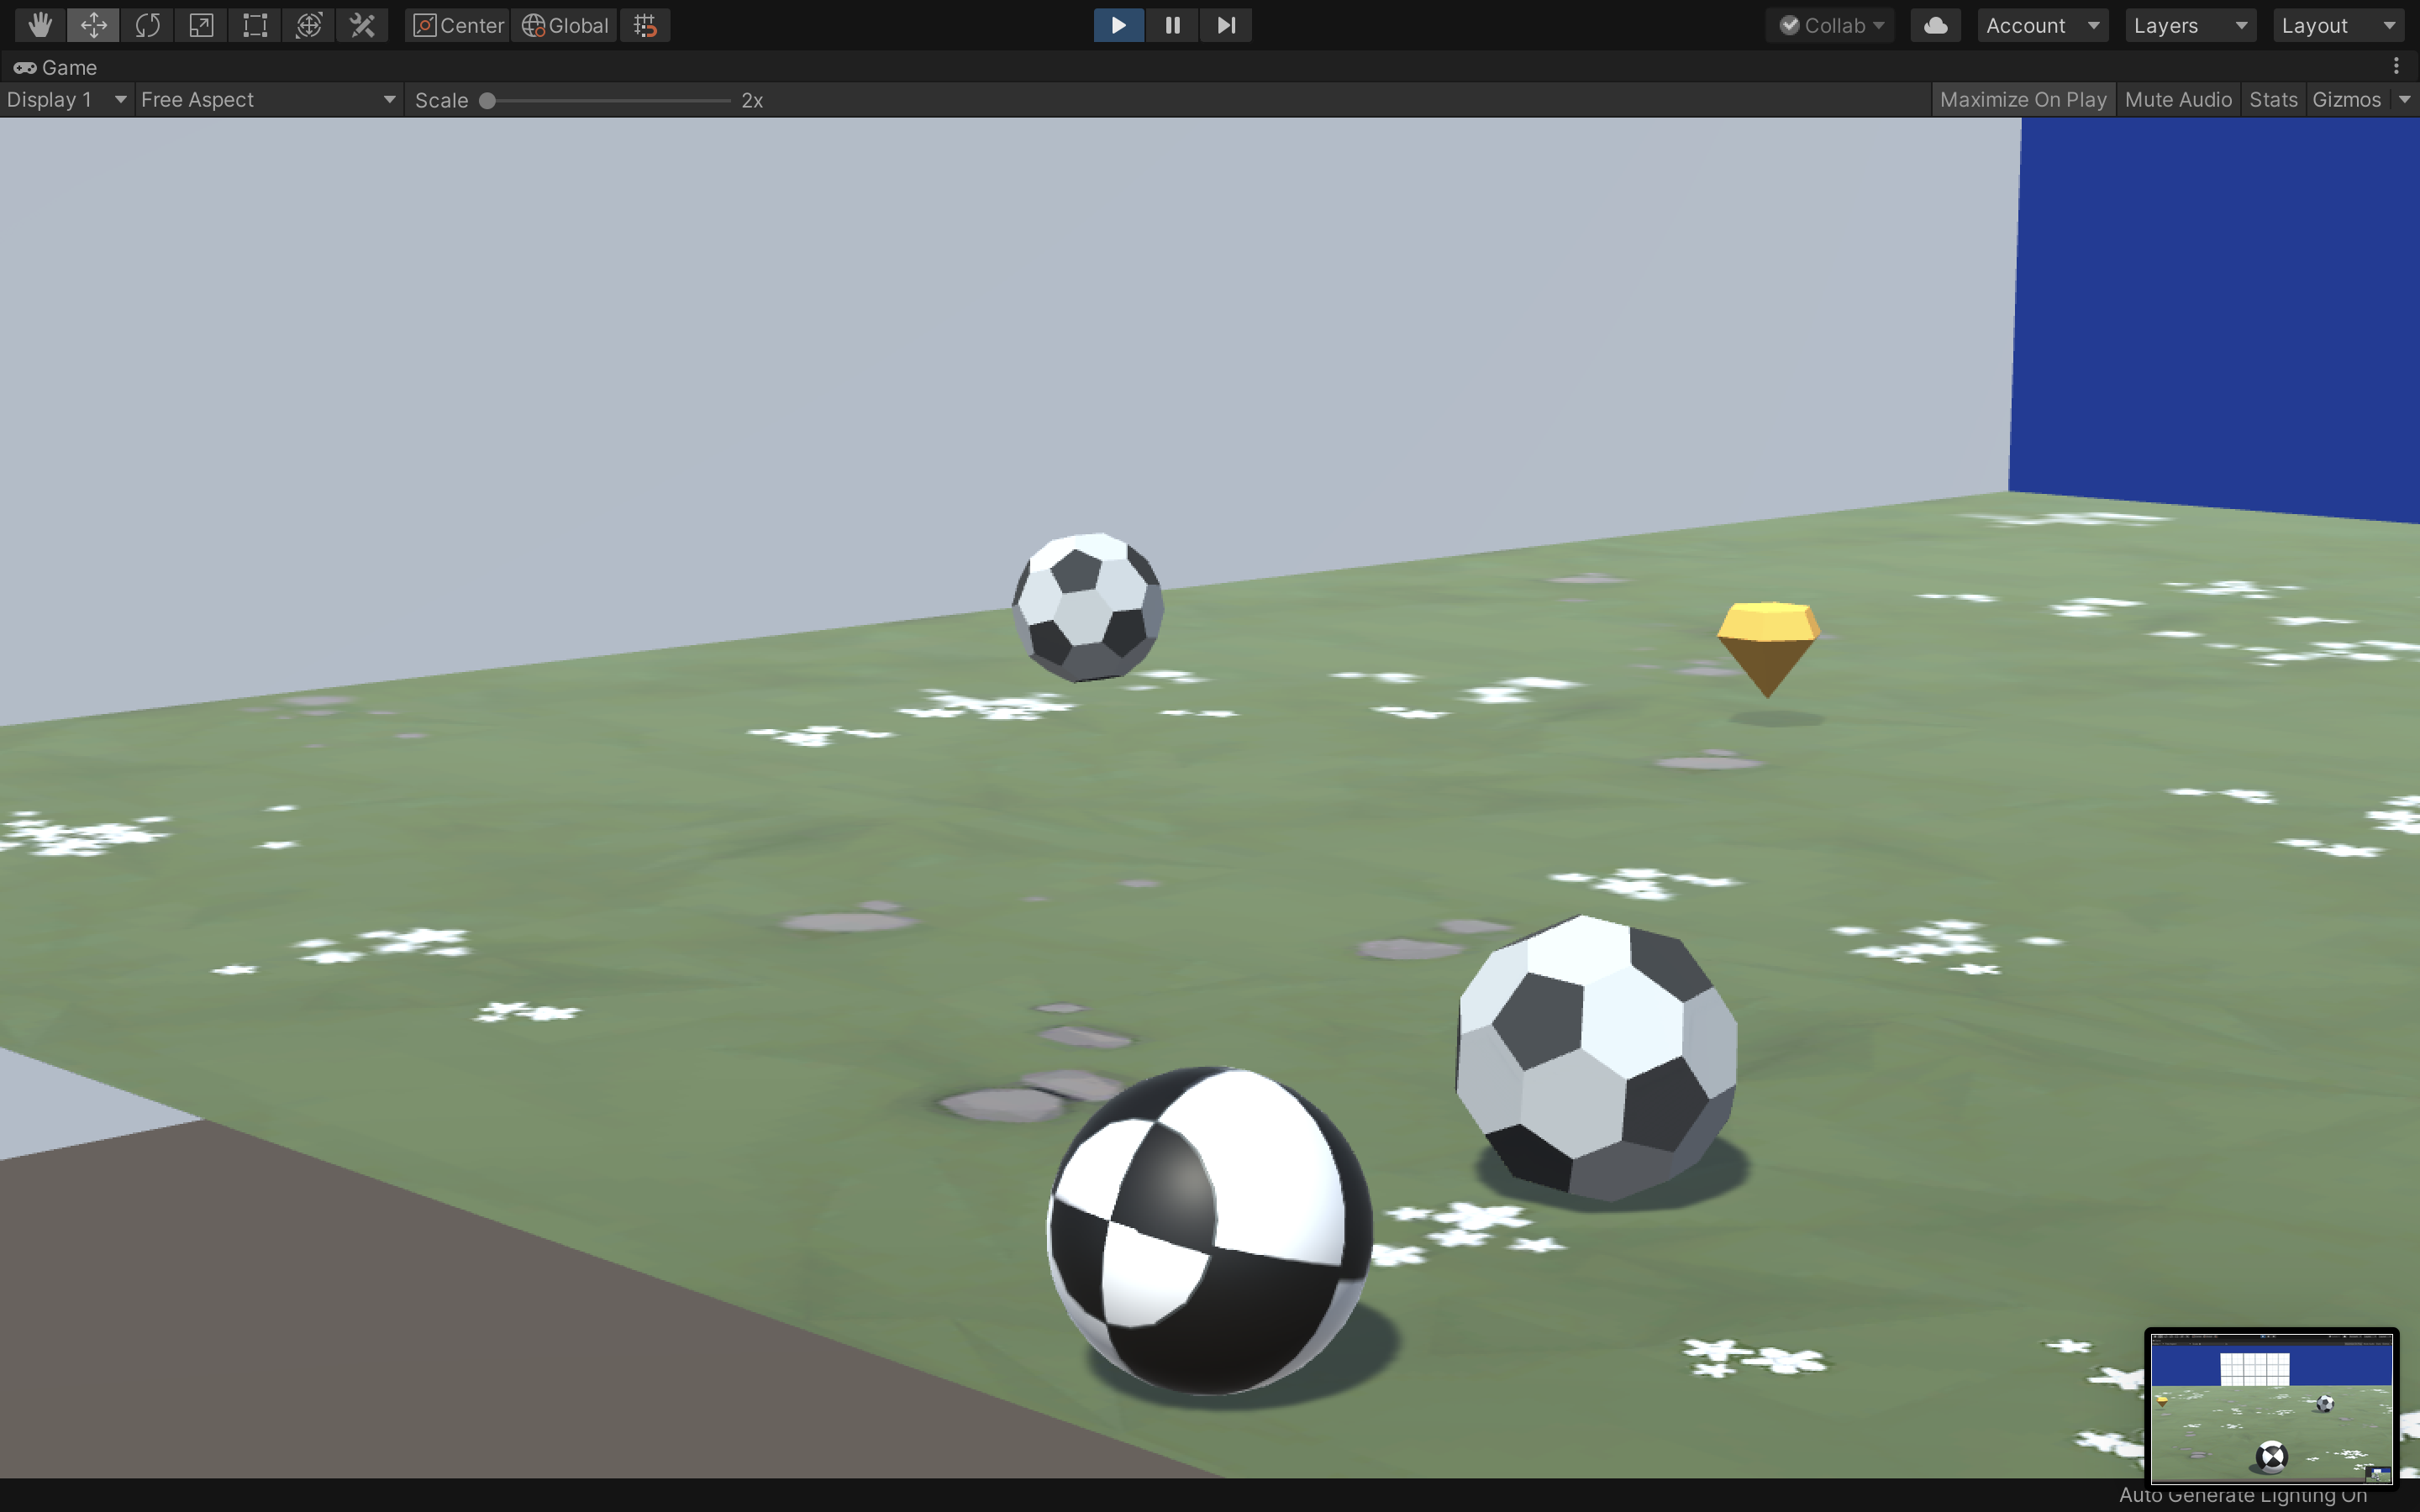 Center Global Collab Account Layers Layout
Game
Display 1 Free Aspect Scale 2x Maximize On Play Mute Audio Stats Gizmos
Auto Generate Lighting On